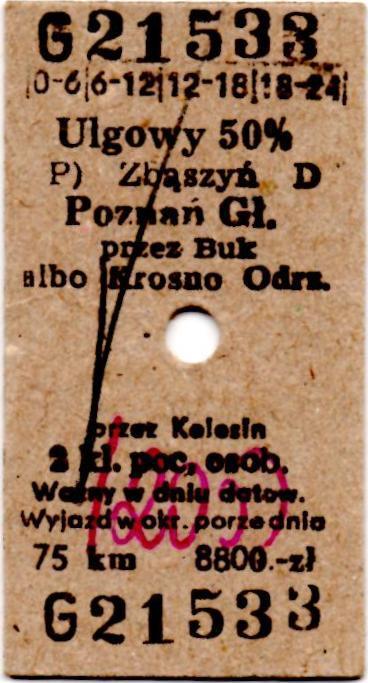 G21533
|0-6|6-12|12-18|18-24|
Ulgowy 50%
P) Zbąszyń D
Poznań Gł.
przez Buk
albo Krosno Odrz.
przez Kolesin
2 kl. poc, osob.
Ważny w dniu datow.
Wyjazd w okr. porze dnia
75 km 8800.-zł
G21533